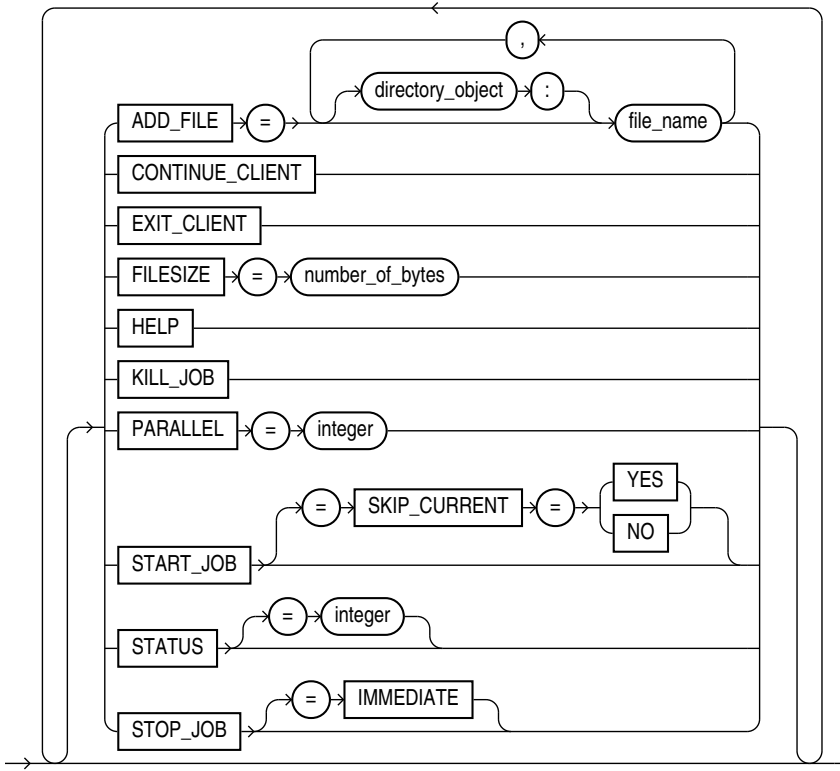 ,
directory_object :
ADD_FILE = file_name
CONTINUE_CLIENT
EXIT_CLIENT
FILESIZE = number_of_bytes
HELP
KILL_JOB
PARALLEL = integer
YES
= SKIP_CURRENT =
NO
START_JOB
= integer
STATUS
= IMMEDIATE
STOP_JOB